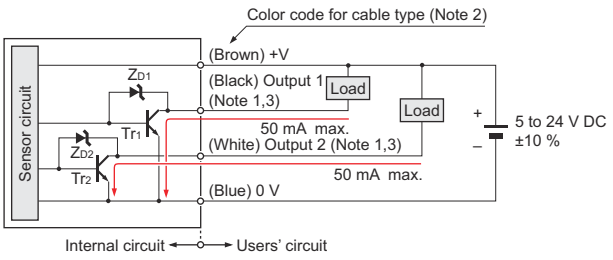 Color code for cable type (Note 2)
(Brown) +V
ZD1
(Black) Output 1
Load
(Note 1,3)
Load
Sensor circuit
Tr1
50 mA max.
+
5 to 24 V DC
±10 %
–
(White) Output 2 (Note 1,3)
ZD2
50 mA max.
Tr2
(Blue) 0 V
Internal circuit
Users' circuit